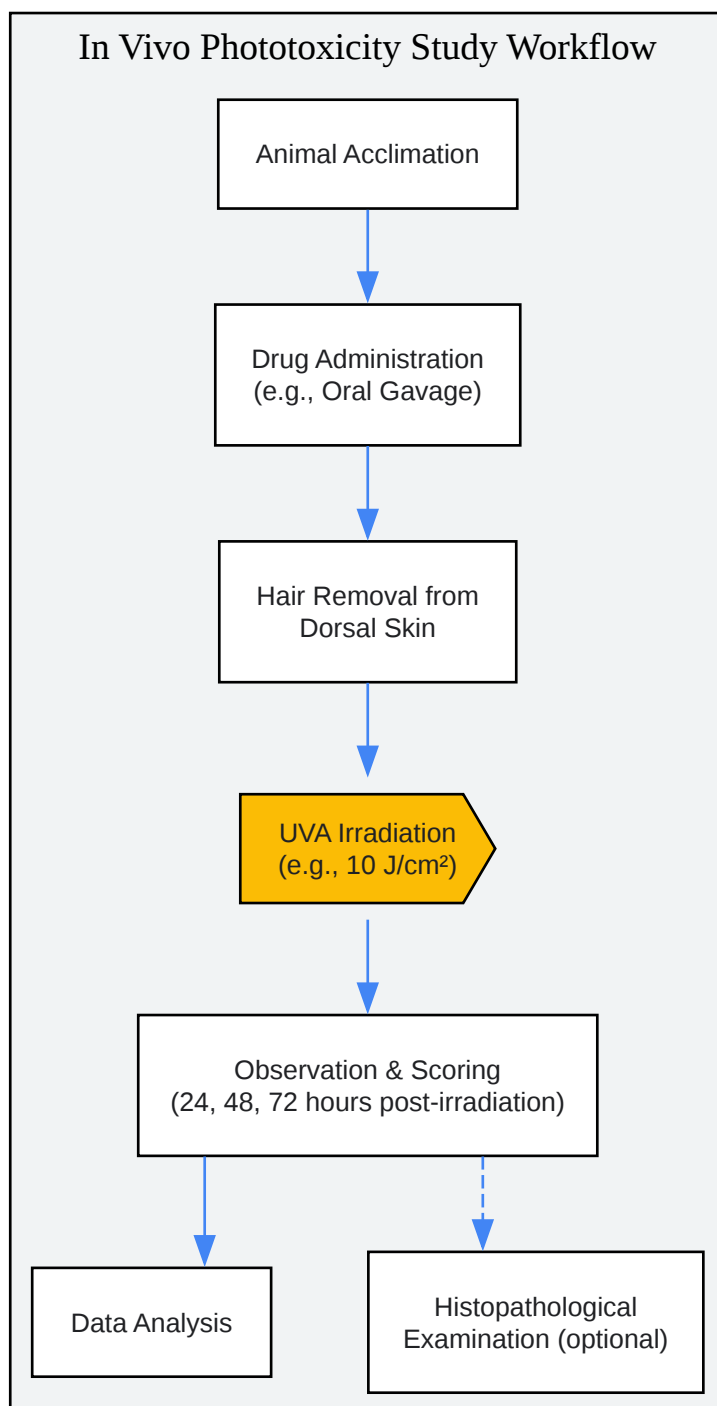 In Vivo Phototoxicity Study Workflow
Animal Acclimation
Drug Administration
(e.g., Oral Gavage)
Hair Removal from
Dorsal Skin
UVA Irradiation
(e.g., 10 J/cm²)
Observation & Scoring
(24, 48, 72 hours post-irradiation)
Data Analysis
Histopathological
Examination (optional)